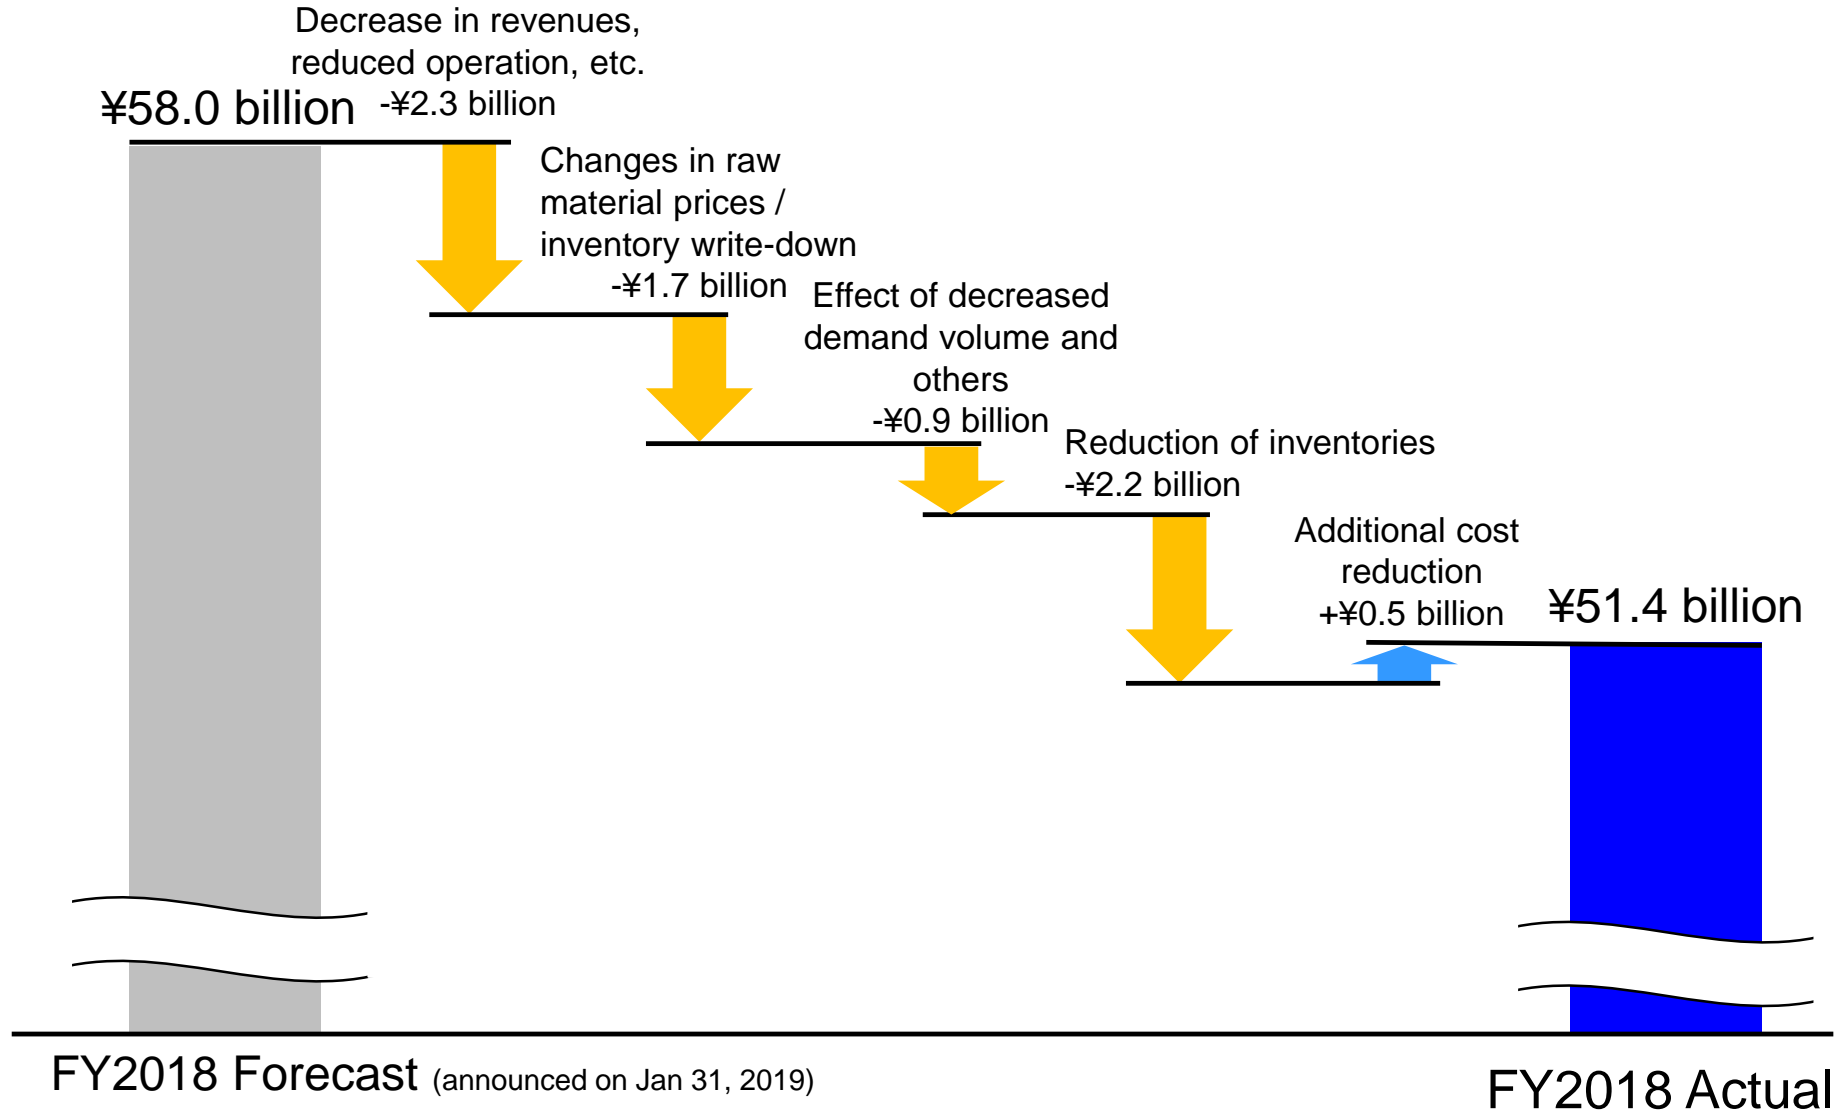 Decrease in revenues,
reduced operation, etc.
-¥2.3 billion
¥58.0 billion
Changes in raw
material prices /
inventory write-down
-¥1.7 billion
Effect of decreased
demand volume and
others
-¥0.9 billion
Reduction of inventories
-¥2.2 billion
Additional cost
reduction
+¥0.5 billion
¥51.4 billion
FY2018 Forecast (announced on Jan 31, 2019)
FY2018 Actual